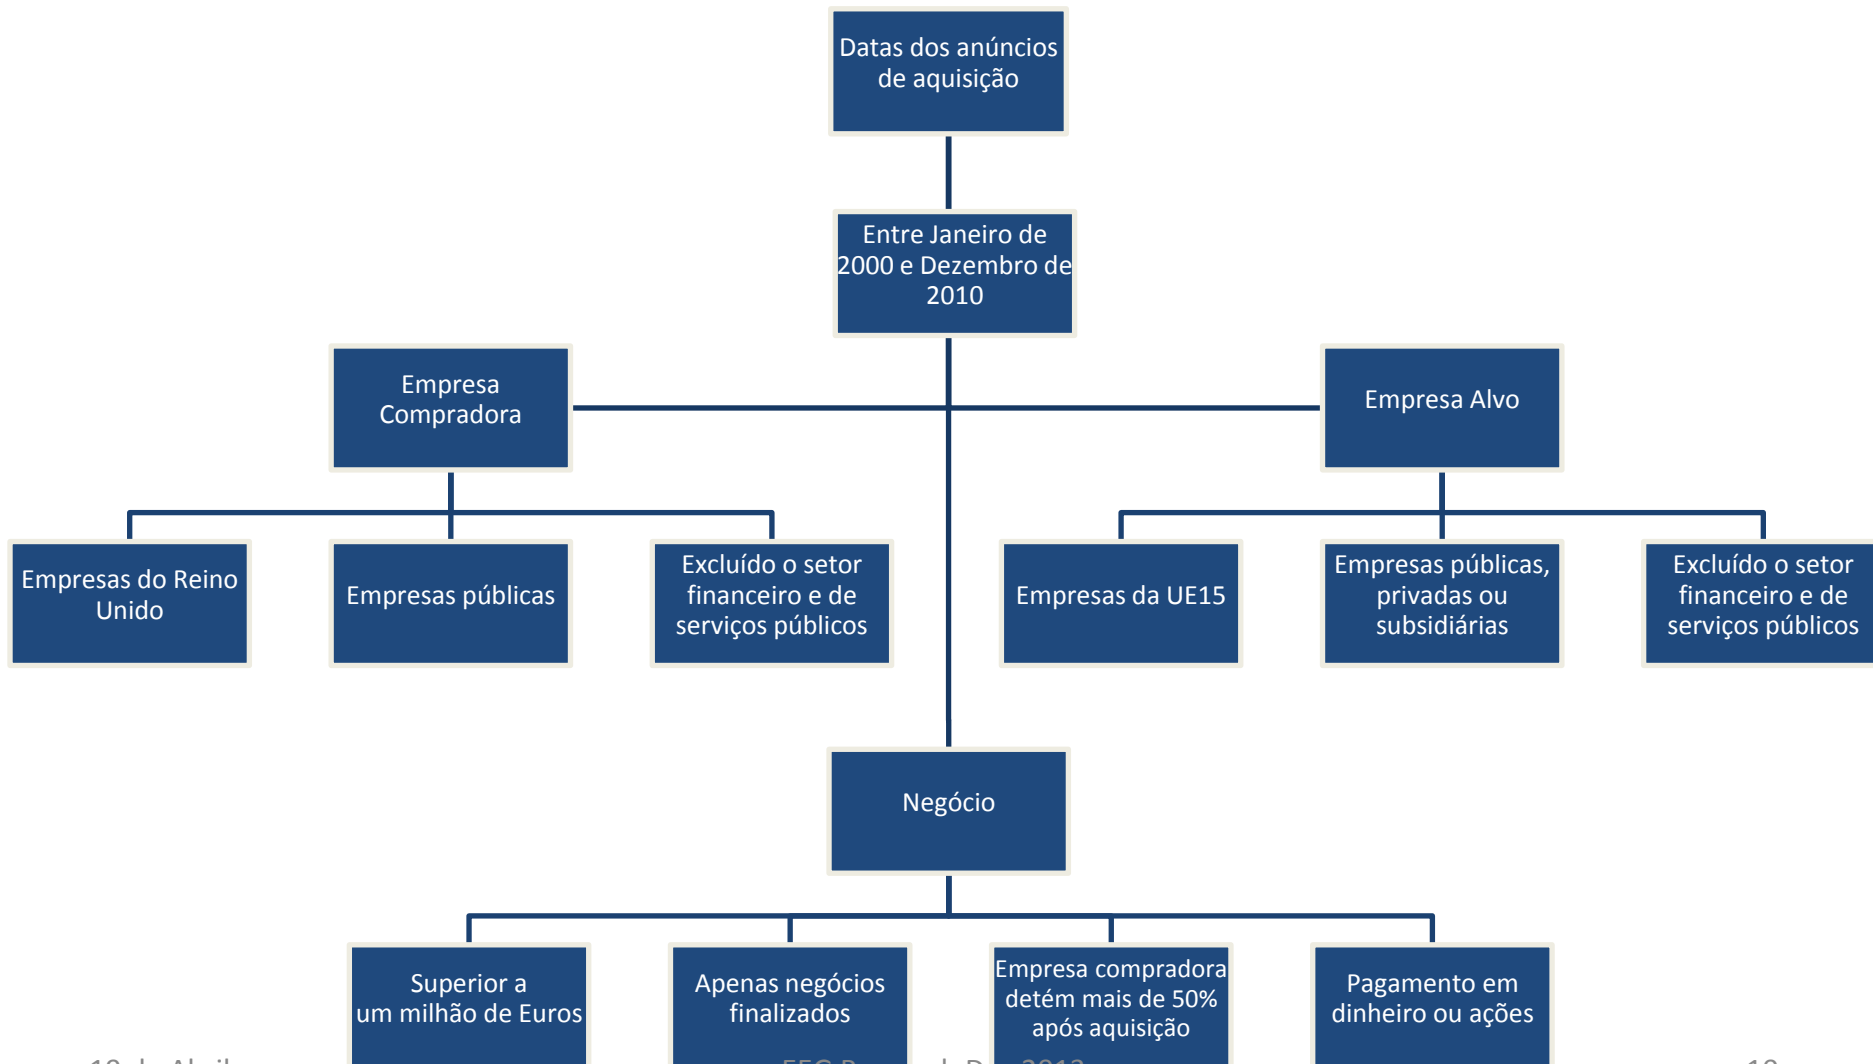 Datas dos anúncios
de aquisição
Entre Janeiro de
2000 e Dezembro de
2010
Empresa
Compradora
Empresa Alvo
Empresas do Reino
Unido
Empresas públicas
Excluído o setor
financeiro e de
serviços públicos
Empresas da UE15
Empresas públicas,
privadas ou
subsidiárias
Excluído o setor
financeiro e de
serviços públicos
Negócio
Superior a
um milhão de Euros
Apenas negócios
finalizados
Empresa compradora
detém mais de 50%
após aquisição
Pagamento em
dinheiro ou ações